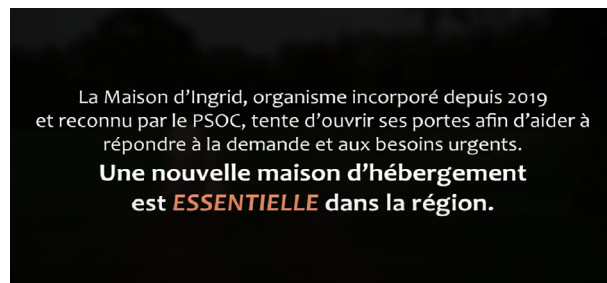 La Maison d'Ingrid, organisme incorporé depuis 2019
et reconnu par le PSOC, tente d'ouvrir ses portes afin d'aider à
répondre à la demande et aux besoins urgents.
Une nouvelle maison d'hébergement
est ESSENTIELLE dans la région.